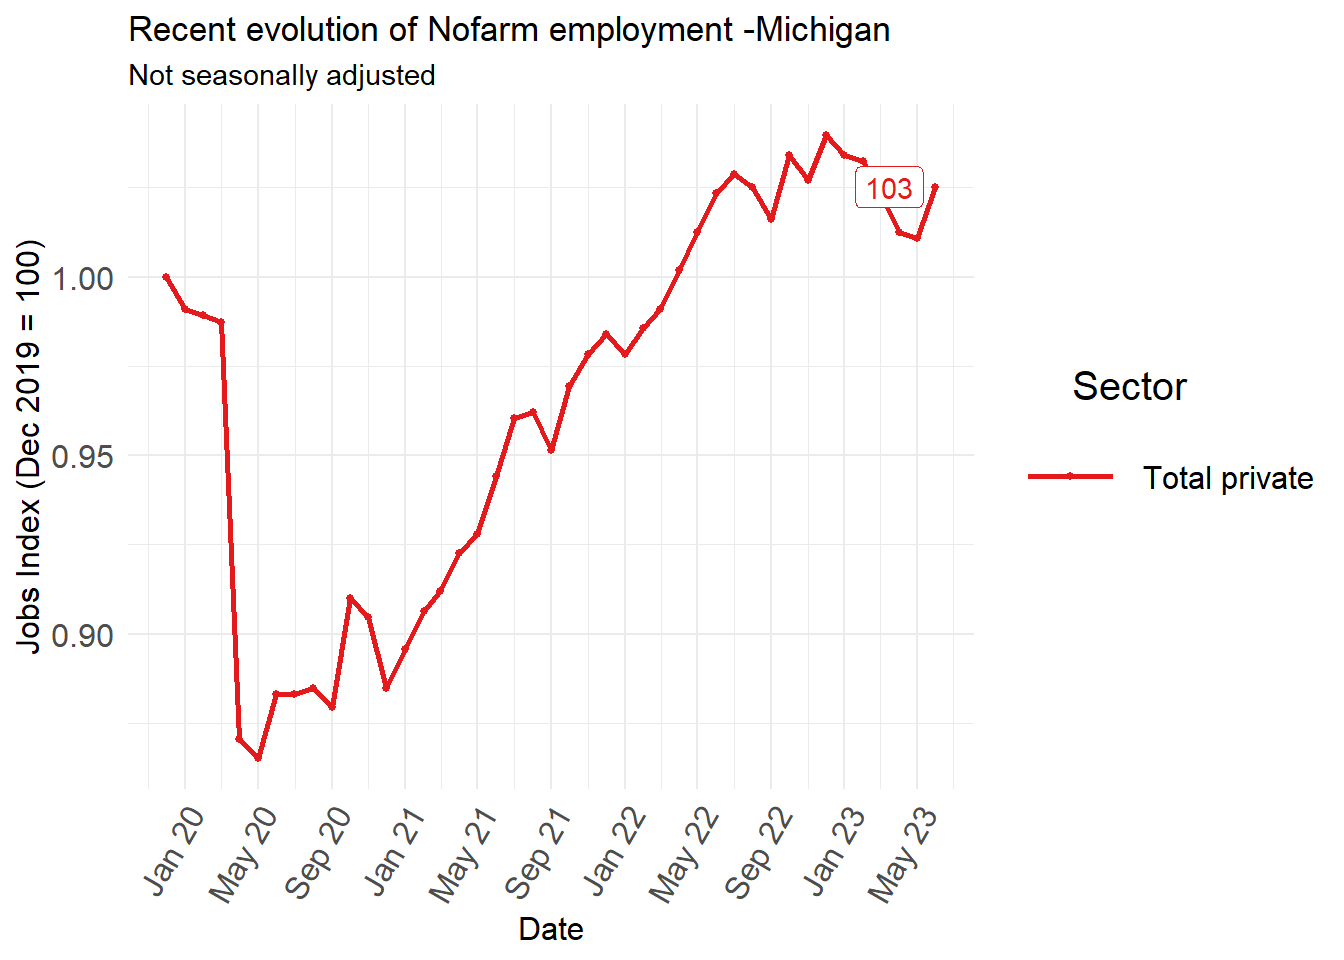 Recent evolution of Nofarm employment -Michigan
Not seasonally adjusted
Jobs Index (Dec 2019 = 100)
1.00
0.95
0.90
103
Jan 20
May 20
Sep 20
Jan 21
May 21
Sep 21
Jan 22
May 22
Sep 22
Jan 23
May 23
Date
Sector
Total private